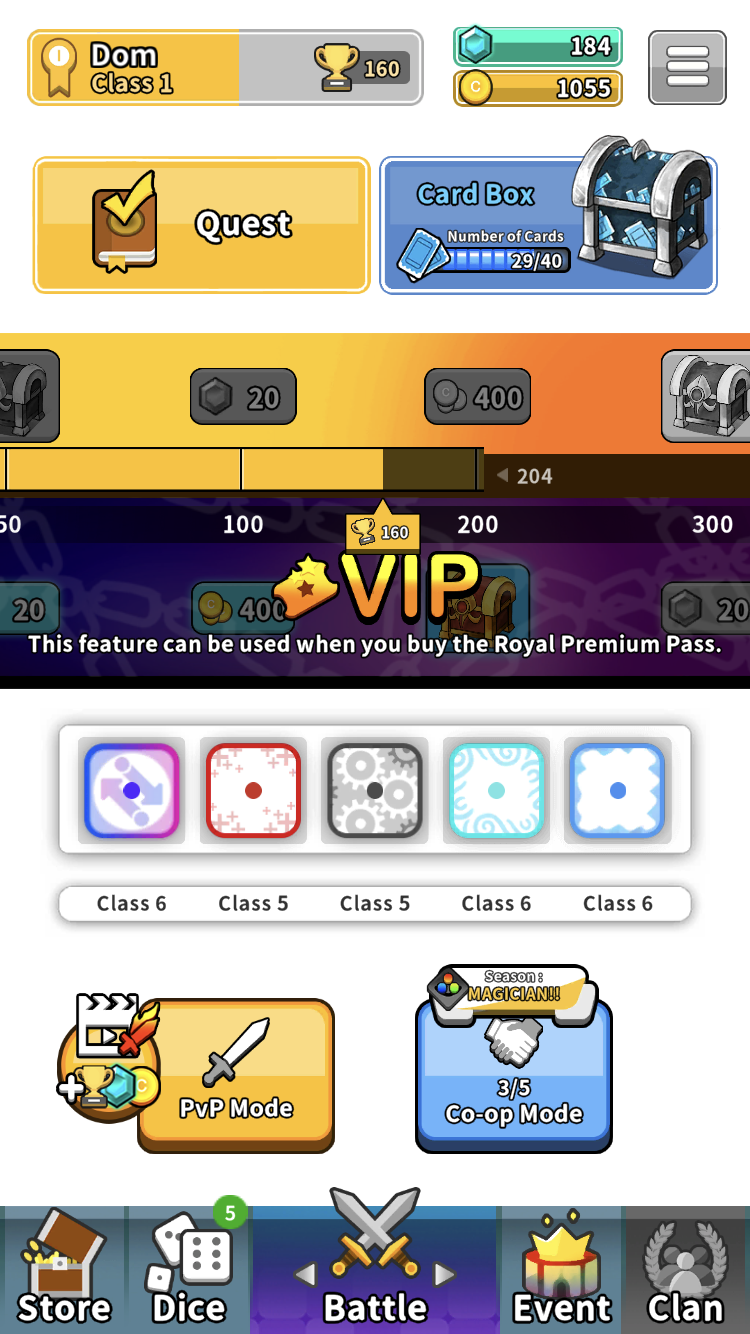 I
Dom
Class 1
160
184
C
1055
Quest
Card Box
Number of Cards
29/40
20
C
400
204
50
100
160
200
300
20
C
400
VIP
20
This feature can be used when you buy the Royal Premium Pass.
Class 6
Class 5
Class 5
Class 6
Class 6
Season :
MAGICIAN!!
+
C
PvP Mode
3/5
Co-op Mode
5
Store
Dice
Battle
Event
Clan